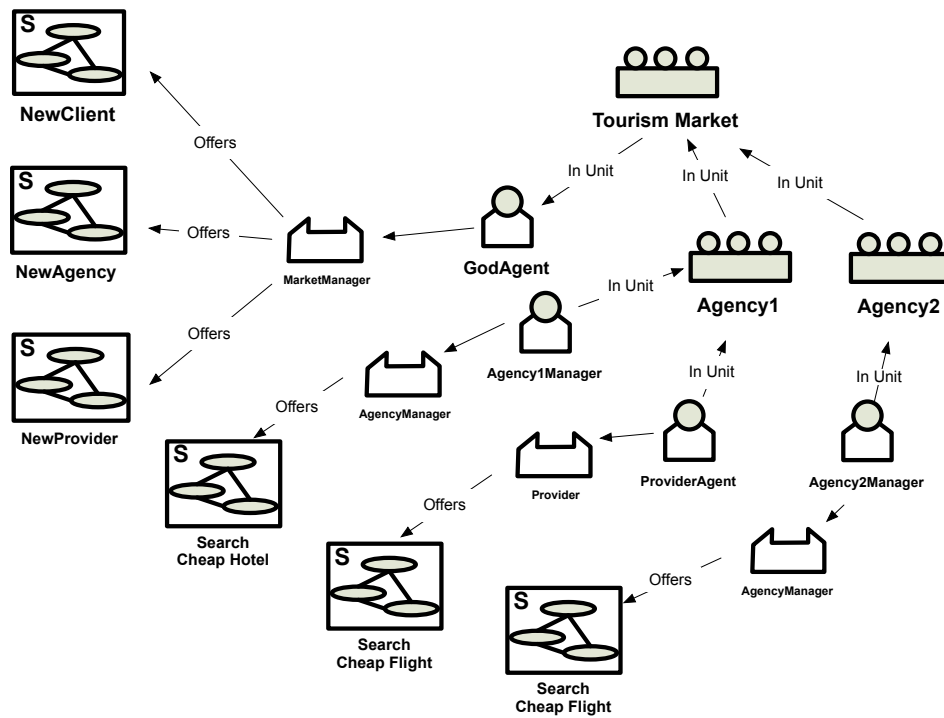 S
NewClient
Offers
Tourism Market
In Unit
In Unit
In Unit
S
NewAgency
Offers
MarketManager
GodAgent
In Unit
Agency1
Agency2
Offers
S
NewProvider
Agency1Manager
AgencyManager
In Unit
In Unit
Offers
S
Search
Cheap Hotel
Provider
ProviderAgent
Agency2Manager
Offers
S
Search
Cheap Flight
AgencyManager
Offers
S
Search
Cheap Flight